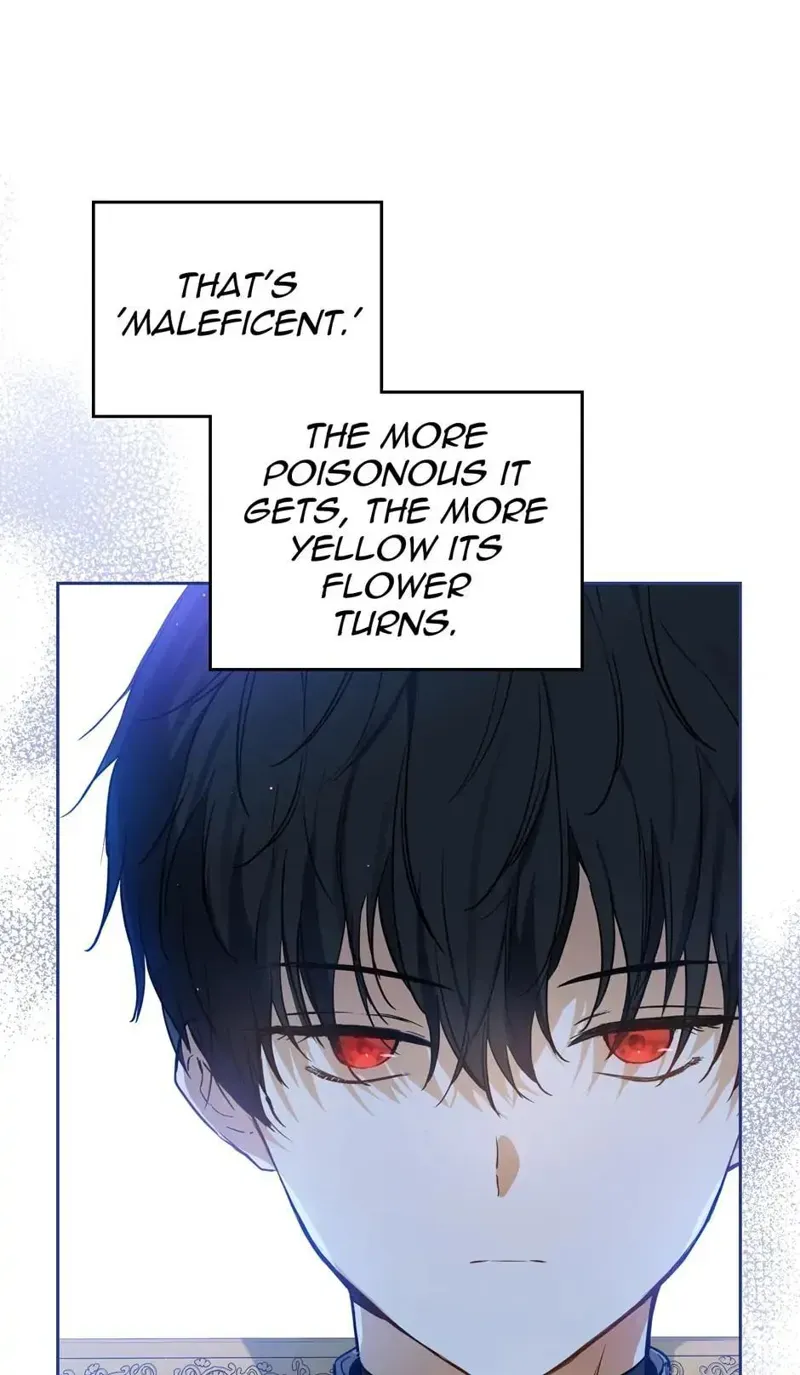 THAT'S
'MALEFICENT.'
THE MORE
POISONOUS IT
GETS, THE MORE
YELLOW ITS
FLOWER
TURNS.